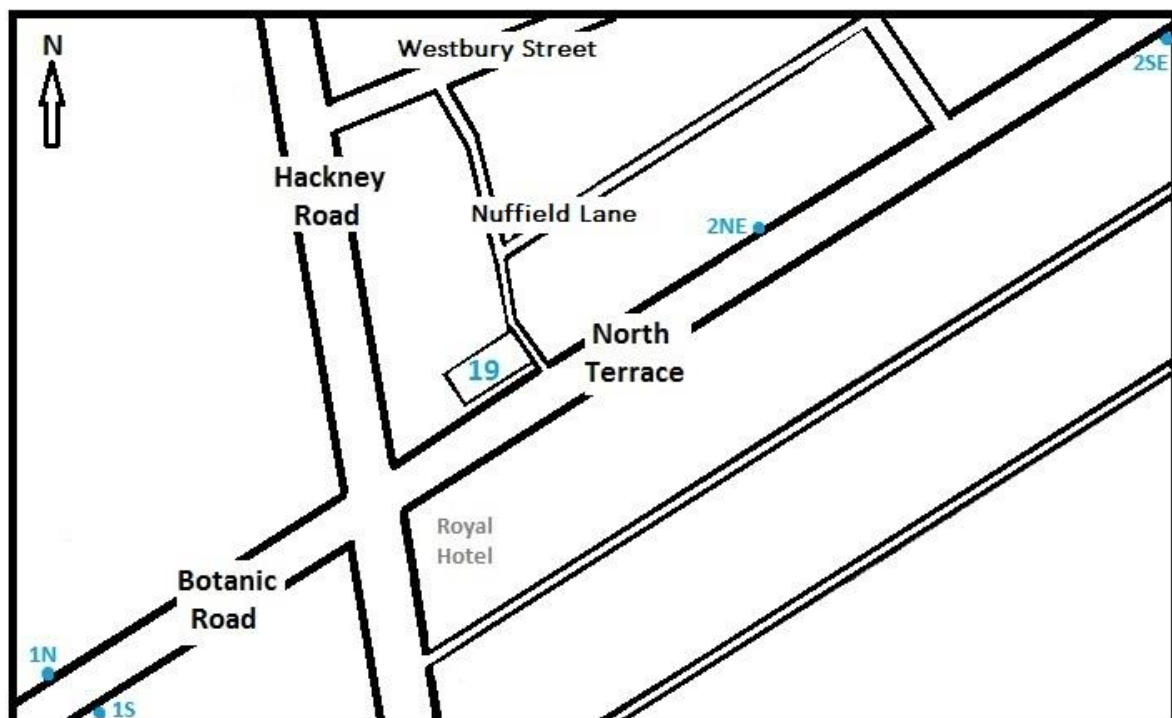 N
Westbury Street
2SE
Hackney
Road
Nuffield Lane
2NE
North
Terrace
19
Royal
Hotel
Botanic
Road
1N
1S